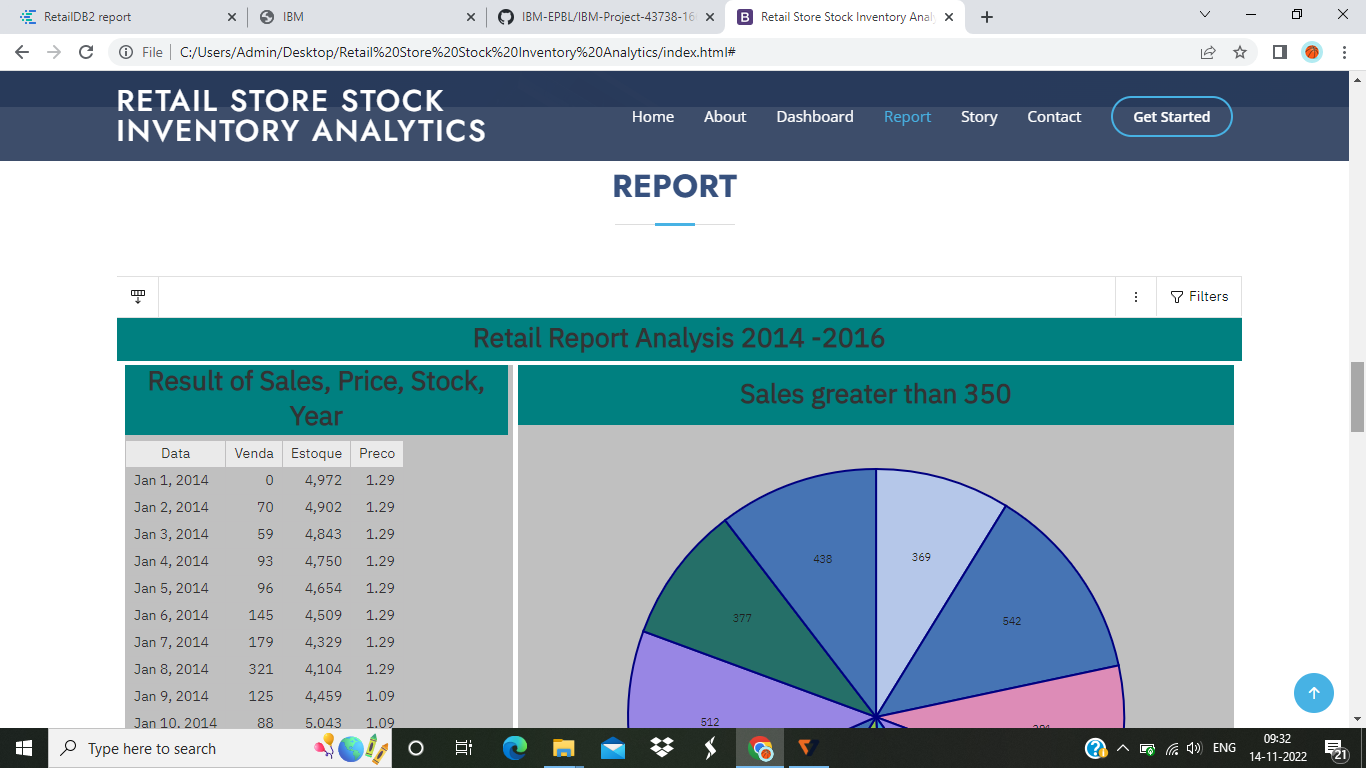 RetailDB2 report
IBM
IBM-EPBL/IBM-Project-43738-16
Retail Store Stock Inventory Anal
File
C:/Users/Admin/Desktop/Retail%20Store%20Stock%20Inventory%20Analytics/index.html#
RETAIL STORE STOCK
INVENTORY ANALYTICS
Home About Dashboard Report Story Contact Get Started
REPORT
Filters
Retail Report Analysis 2014 -2016
Result of Sales, Price, Stock,
Year
Sales greater than 350
Data Venda Estoque Preco
Jan 1, 2014 0 4,972 1.29
Jan 2, 2014 70 4,902 1.29
Jan 3, 2014 59 4,843 1.29
Jan 4, 2014 93 4,750 1.29
Jan 5, 2014 96 4,654 1.29
Jan 6, 2014 145 4,509 1.29
Jan 7, 2014 179 4,329 1.29
Jan 8, 2014 321 4,104 1.29
Jan 9, 2014 125 4,459 1.09
Jan 10, 2014 88 5,043 1.09
438
369
377
542
512
Type here to search
ENG
09:32
14-11-2022
21